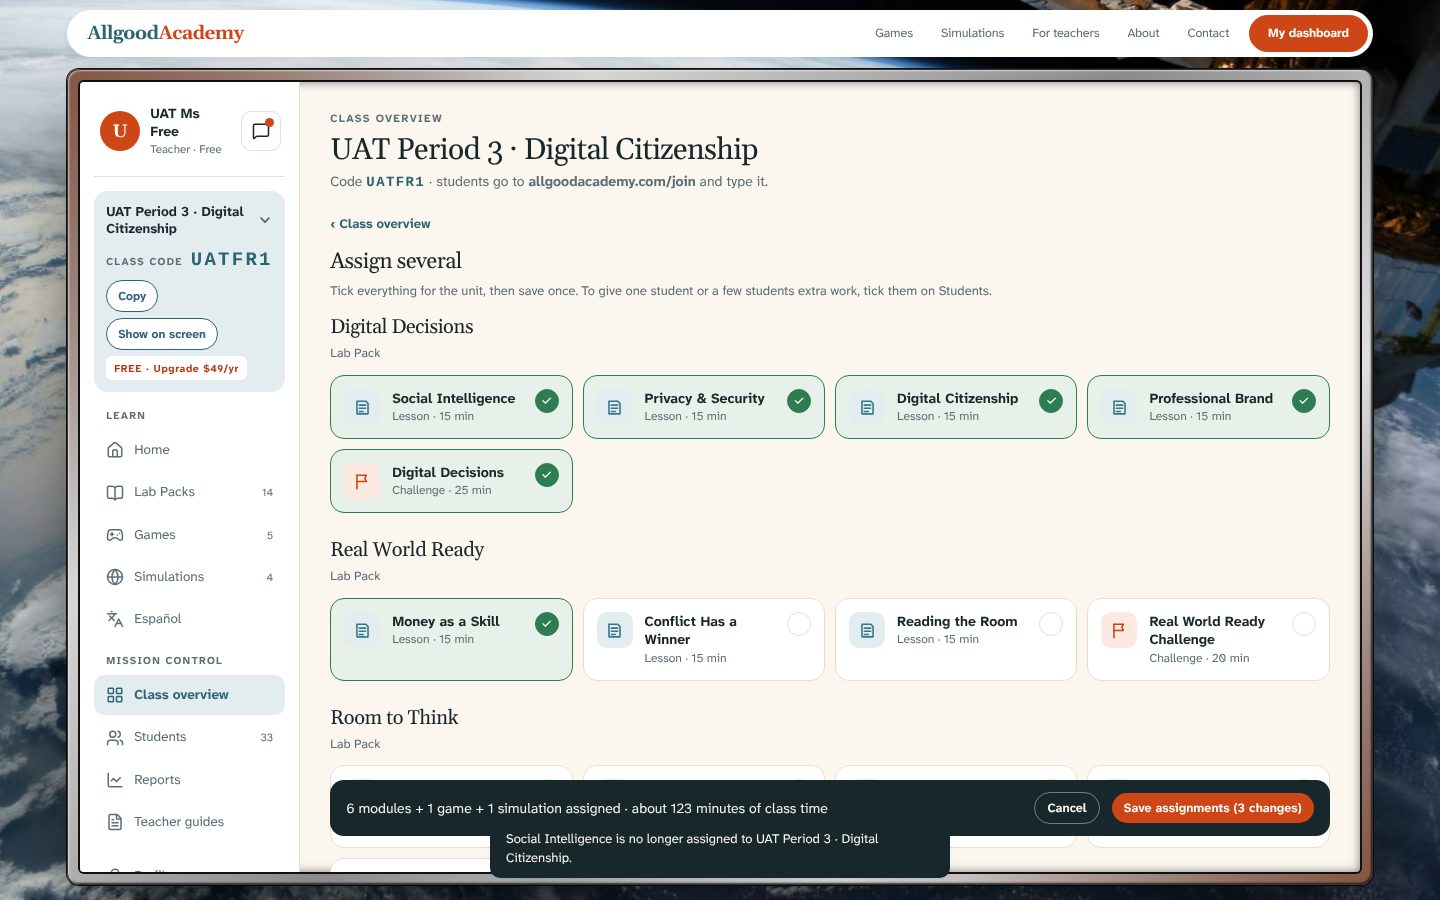 AllgoodAcademy
Games
Simulations
For teachers
About
Contact
My dashboard
U
UAT Ms
Free
Teacher · Free
UAT Period 3 · Digital
Citizenship
CLASS CODE UATFR1
Copy
Show on screen
FREE · Upgrade $49/yr
LEARN
Home
Lab Packs 14
Games 5
Simulations 4
Español
MISSION CONTROL
Class overview
Students 33
Reports
Teacher guides
CLASS OVERVIEW
UAT Period 3 · Digital Citizenship
Code UATFR1 · students go to allgoodacademy.com/join and type it.
‹ Class overview
Assign several
Tick everything for the unit, then save once. To give one student or a few students extra work, tick them on Students.
Digital Decisions
Lab Pack
Social Intelligence
Lesson · 15 min
Privacy & Security
Lesson · 15 min
Digital Citizenship
Lesson · 15 min
Professional Brand
Lesson · 15 min
Digital Decisions
Challenge · 25 min
Real World Ready
Lab Pack
Money as a Skill
Lesson · 15 min
Conflict Has a
Winner
Lesson · 15 min
Reading the Room
Lesson · 15 min
Real World Ready
Challenge
Challenge · 20 min
Room to Think
Lab Pack
6 modules + 1 game + 1 simulation assigned · about 123 minutes of class time
Cancel
Save assignments (3 changes)
Social Intelligence is no longer assigned to UAT Period 3 · Digital
Citizenship.